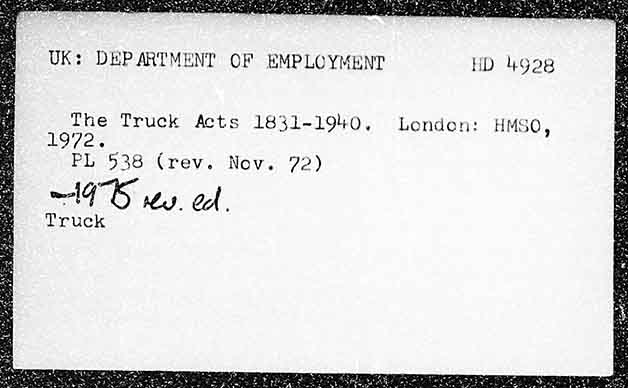 UK: DEPARTMENT OF EMPLOYMENT HD 4928
The Truck Acts 1831-1940. London: HMSO,
1972.
PL 538 (rev. Nov. 72)
-1975 rev. ed.
Truck